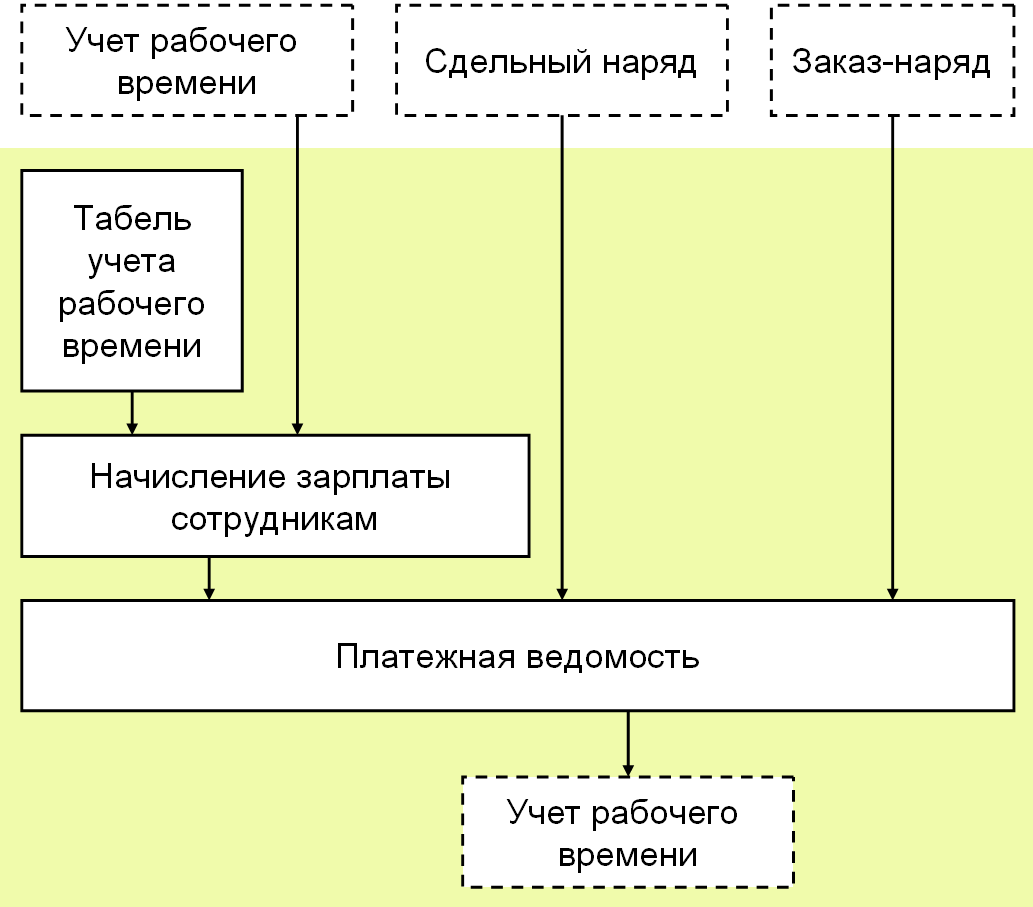 Учет рабочего
времени
Сдельный наряд
Заказ-наряд
Табель
учета
рабочего
времени
Начисление зарплаты
сотрудникам
Платежная ведомость
Учет рабочего
времени